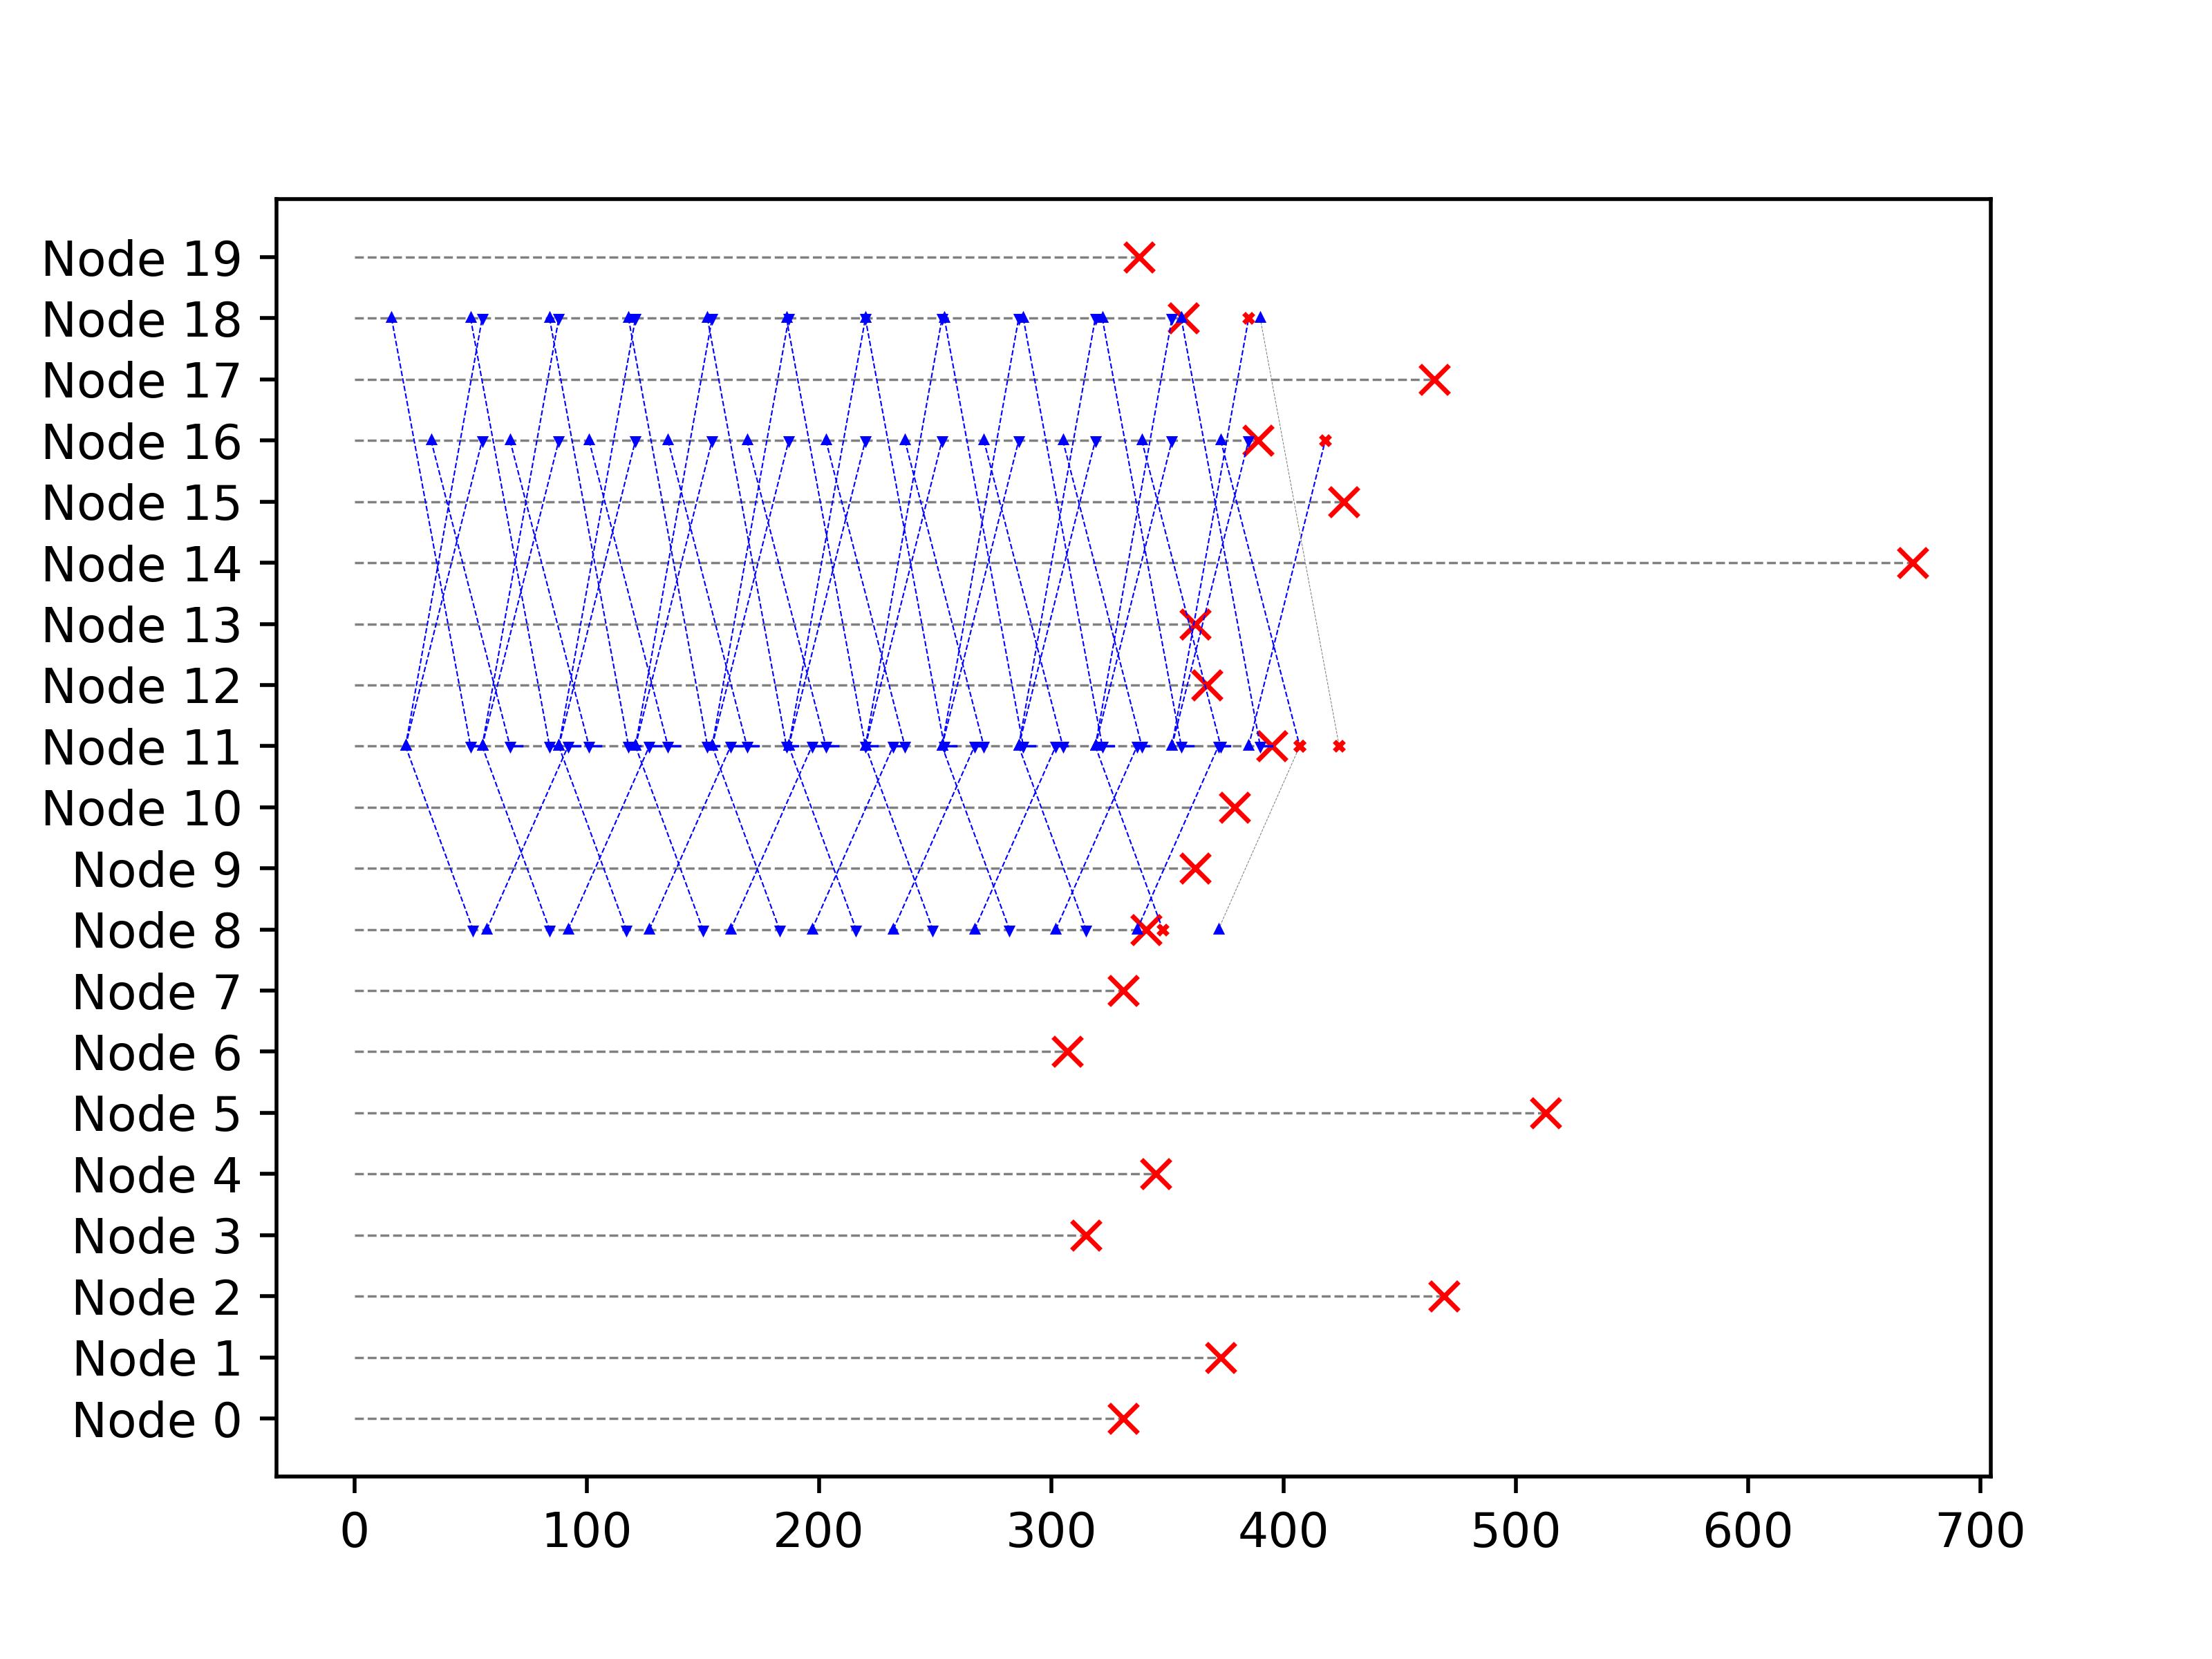 Node 19
Node 18
Node 17
Node 16
Node 15
Node 14
Node 13
Node 12
Node 11
Node 10
Node 9
Node 8
Node 7
Node 6
Node 5
Node 4
Node 3
Node 2
Node 1
Node 0
0 100 200 300 400 500 600 700